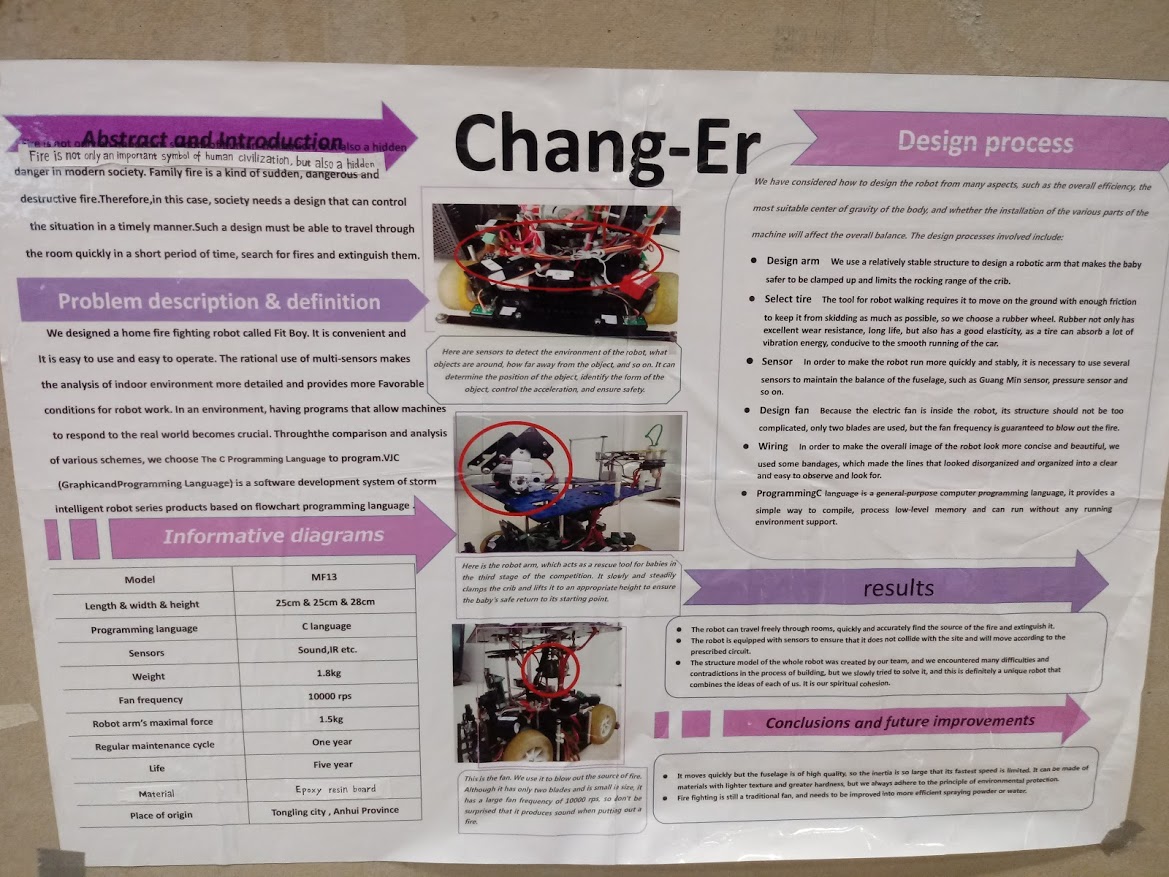 Chang-Er
Abstract and Introduction
Fire is not only an important symbol of human civilization, but also a hidden
danger in modern society. Family fire is a kind of sudden, dangerous and
destructive fire.Therefore,in this case, society needs a design that can control
the situation in a timely manner.Such a design must be able to travel through
the room quickly in a short period of time, search for fires and extinguish them.
Problem description & definition
We designed a home fire fighting robot called Fit Boy. It is convenient and
It is easy to use and easy to operate. The rational use of multi-sensors makes
the analysis of indoor environment more detailed and provides more Favorable
conditions for robot work. In an environment, having programs that allow machines
to respond to the real world becomes crucial. Throughthe comparison and analysis
of various schemes, we choose The C Programming Language to program.VJC
(GraphicandProgramming Language) is a software development system of storm
intelligent robot series products based on flowchart programming language .
Informative diagrams
Model MF13
Length & width & height 25cm & 25cm & 28cm
Programming language C language
Sensors Sound,IR etc.
Weight 1.8kg
Fan frequency 10000 rps
Robot arm's maximal force 1.5kg
Regular maintenance cycle One year
Life Five year
Material Epoxy resin board
Place of origin Tongling city , Anhui Province
Here are sensors to detect the environment of the robot, what
objects are around, how far away from the object, and so on. It can
determine the position of the object, identify the form of the
object, control the acceleration, and ensure safety.
Here is the robot arm, which acts as a rescue tool for babies in
the third stage of the competition. It slowly and steadily
clamps the crib and lifts it to an appropriate height to ensure
the baby's safe return to its starting point.
This is the fan. We use it to blow out the source of fire.
Although it has only two blades and is small in size, it
has a large fan frequency of 10000 rps, so don't be
surprised that it produces sound when putting out a
fire.
Design process
We have considered how to design the robot from many aspects, such as the overall efficiency, the
most suitable center of gravity of the body, and whether the installation of the various parts of the
machine will affect the overall balance. The design processes involved include:
● Design arm We use a relatively stable structure to design a robotic arm that makes the baby
safer to be clamped up and limits the rocking range of the crib.
● Select tire The tool for robot walking requires it to move on the ground with enough friction
to keep it from skidding as much as possible, so we choose a rubber wheel. Rubber not only has
excellent wear resistance, long life, but also has a good elasticity, as a tire can absorb a lot of
vibration energy, conducive to the smooth running of the car.
● Sensor In order to make the robot run more quickly and stably, it is necessary to use several
sensors to maintain the balance of the fuselage, such as Guang Min sensor, pressure sensor and
so on.
● Design fan Because the electric fan is inside the robot, its structure should not be too
complicated, only two blades are used, but the fan frequency is guaranteed to blow out the fire.
● Wiring In order to make the overall image of the robot look more concise and beautiful, we
used some bandages, which made the lines that looked disorganized and organized into a clear
and easy to observe and look for.
● ProgrammingC language is a general-purpose computer programming language, it provides a
simple way to compile, process low-level memory and can run without any running
environment support.
results
● The robot can travel freely through rooms, quickly and accurately find the source of the fire and extinguish it.
● The robot is equipped with sensors to ensure that it does not collide with the site and will move according to the
prescribed circuit.
● The structure model of the whole robot was created by our team, and we encountered many difficulties and
contradictions in the process of building, but we slowly tried to solve it, and this is definitely a unique robot that
combines the ideas of each of us. It is our spiritual cohesion.
Conclusions and future improvements
● It moves quickly but the fuselage is of high quality, so the inertia is so large that its fastest speed is limited. It can be made of
materials with lighter texture and greater hardness, but we always adhere to the principle of environmental protection.
● Fire fighting is still a traditional fan, and needs to be improved into more efficient spraying powder or water.